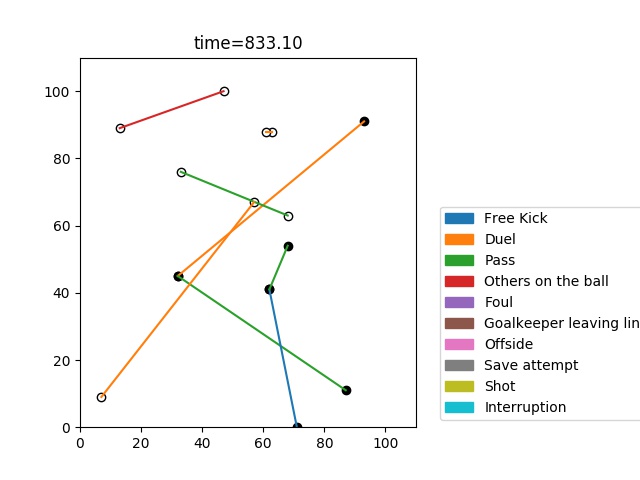 time=833.10
100
80
60
40
20
0
0 20 40 60 80 100
Free Kick
Duel
Pass
Others on the ball
Foul
Goalkeeper leaving lin
Offside
Save attempt
Shot
Interruption